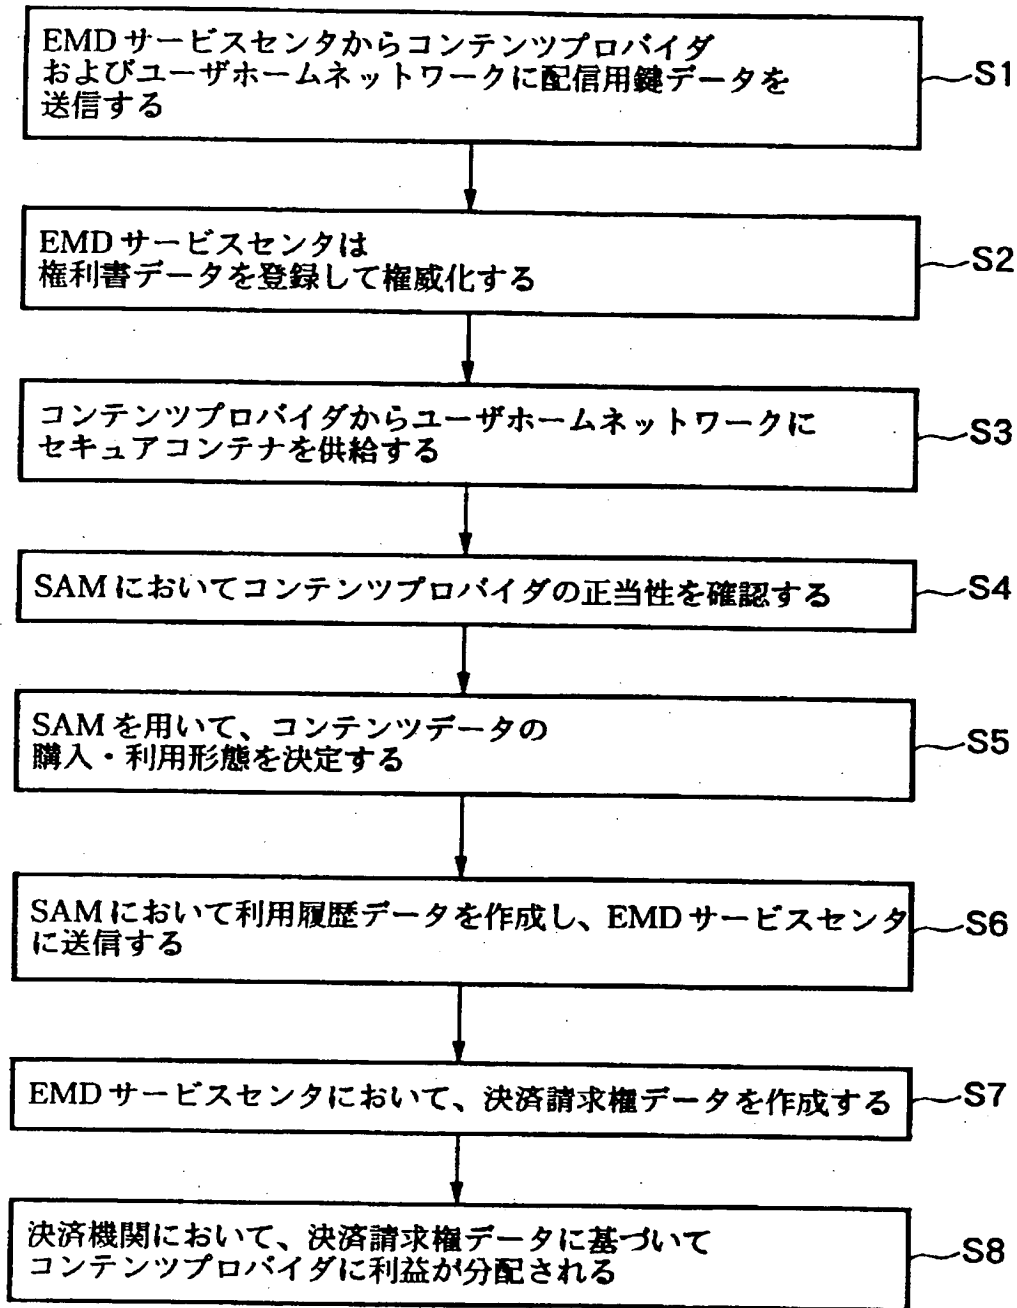 EMDサービスセンタからコンテンツプロバイダ
およびユーザホームネットワークに配信用鍵データを
送信する
S1
EMDサービスセンタは
権利書データを登録して権威化する
S2
コンテンツプロバイダからユーザホームネットワークに
セキュアコンテナを供給する
S3
SAMにおいてコンテンツプロバイダの正当性を確認する
S4
SAMを用いて、コンテンツデータの
購入・利用形態を決定する
S5
SAMにおいて利用履歴データを作成し、EMDサービスセンタ
に送信する
S6
EMDサービスセンタにおいて、決済請求権データを作成する
S7
決済機関において、決済請求権データに基づいて
コンテンツプロバイダに利益が分配される
S8